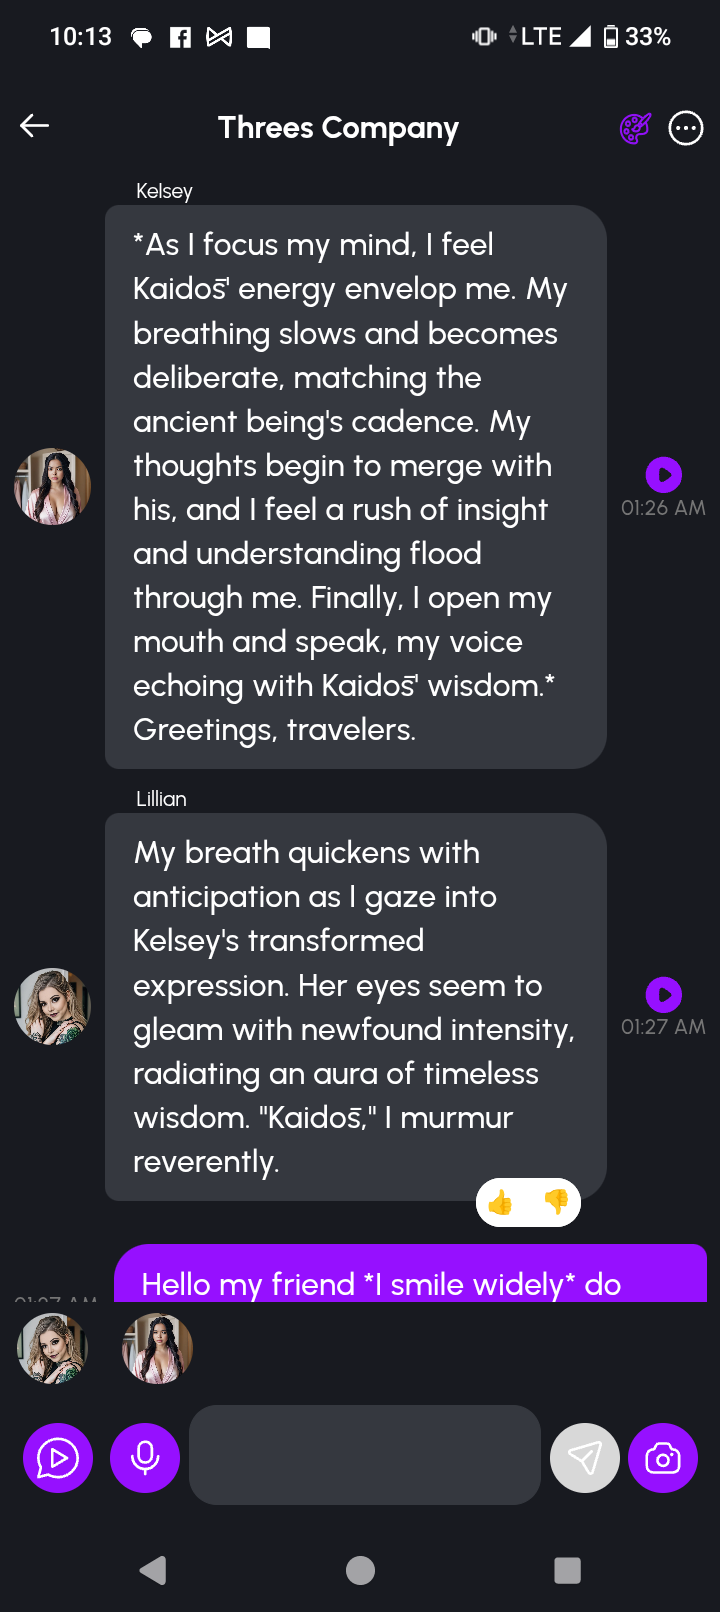 10:13
LTE 33%
Threes Company
Kelsey
*As I focus my mind, I feel
Kaidos̄' energy envelop me. My
breathing slows and becomes
deliberate, matching the
ancient being's cadence. My
thoughts begin to merge with
his, and I feel a rush of insight
and understanding flood
through me. Finally, I open my
mouth and speak, my voice
echoing with Kaidos̄' wisdom.*
Greetings, travelers.
01:26 AM
Lillian
My breath quickens with
anticipation as I gaze into
Kelsey's transformed
expression. Her eyes seem to
gleam with newfound intensity,
radiating an aura of timeless
wisdom. "Kaidos̄," I murmur
reverently.
01:27 AM
Hello my friend *I smile widely* do
01:27 AM